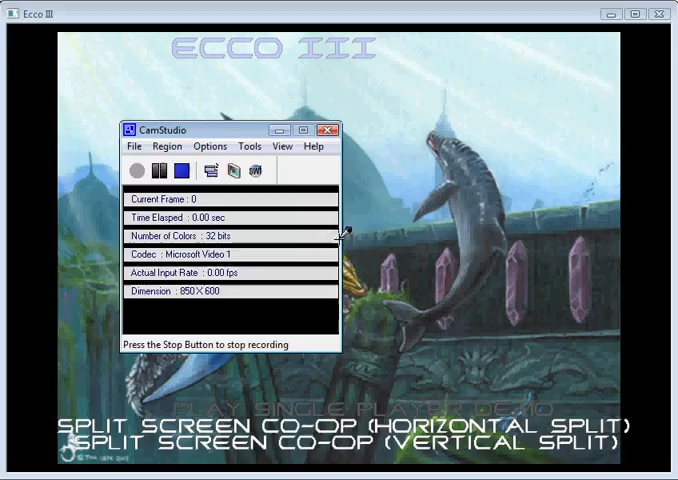 Ecco III
ECCO III
CamStudio
File Region Options Tools View Help
Current Frame : 0
Time Elasped : 0.00 sec
Number of Colors : 32 bits
Codec : Microsoft Video 1
Actual Input Rate : 0.00 fps
Dimension : 850 X 600
Press the Stop Button to stop recording
PLAY SINGLE PLAYER DEMO
SPLIT SCREEN CO-OP (HORIZONTAL SPLIT)
SPLIT SCREEN CO-OP (VERTICAL SPLIT)